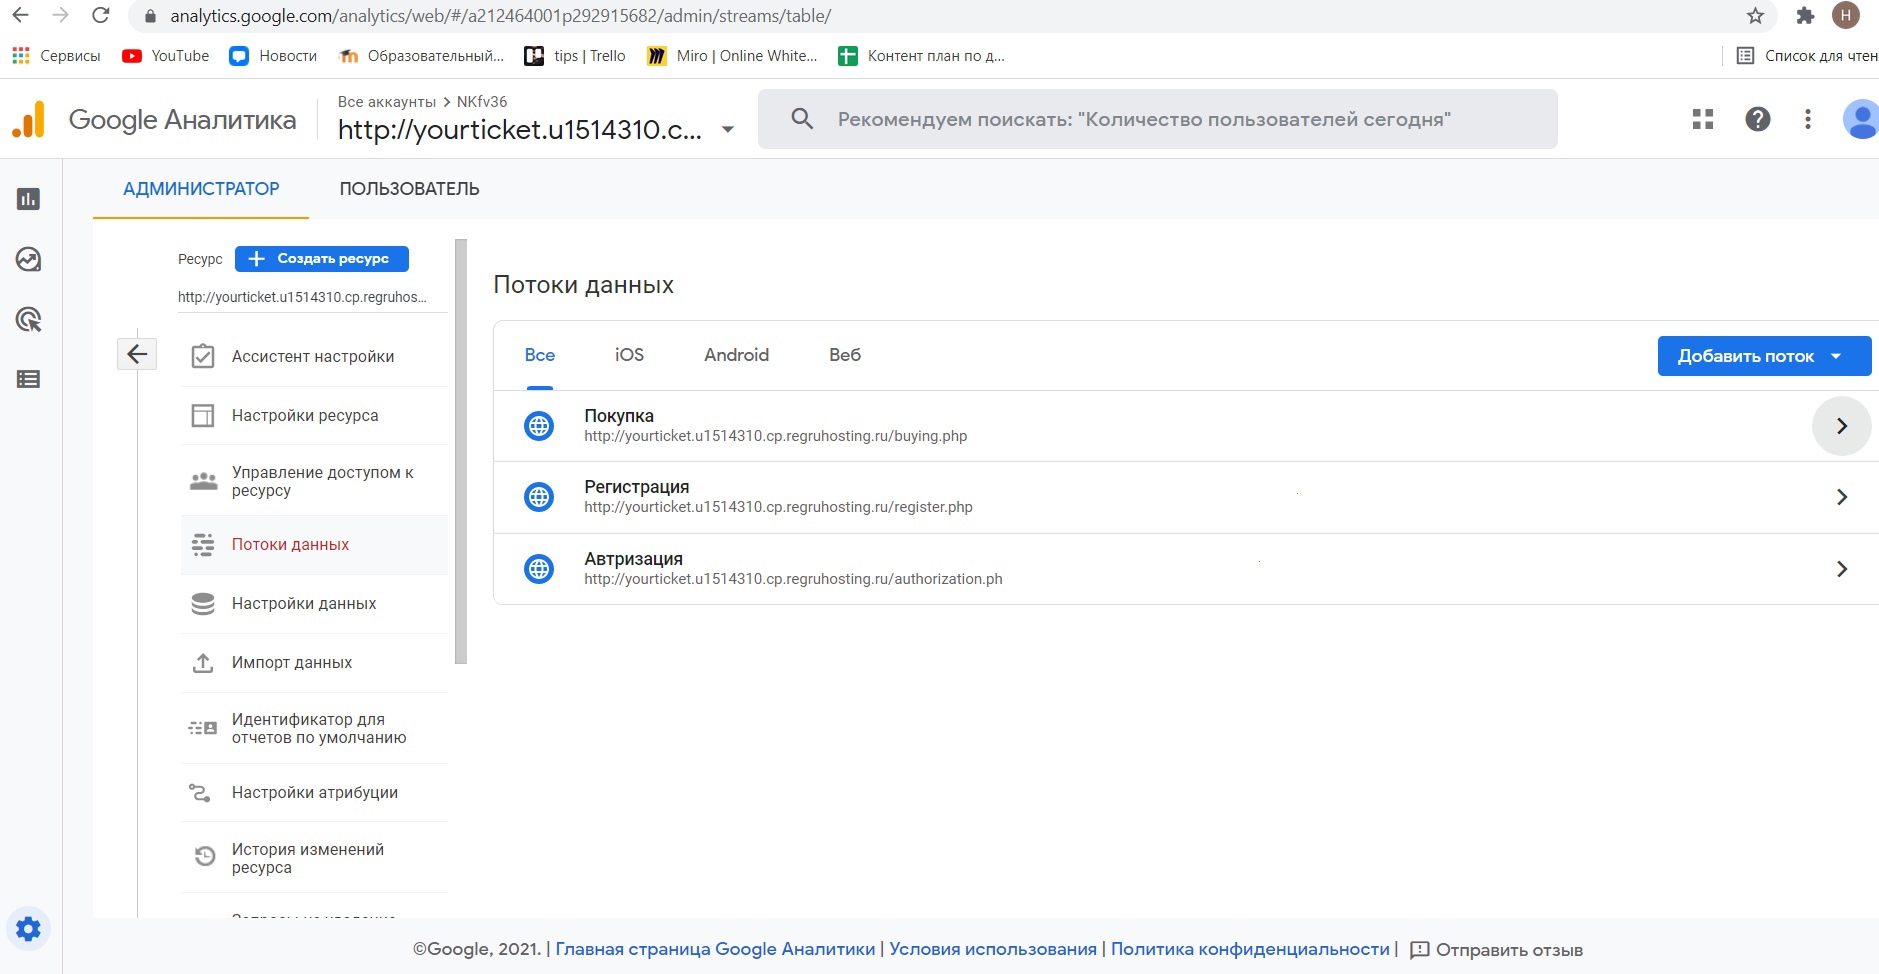 analytics.google.com/analytics/web/#/a212464001p292915682/admin/streams/table/
H
Сервисы YouTube Новости Образовательный... tips | Trello Miro | Online White... Контент план по д... Список для чтен
Google Аналитика
Все аккаунты > NKfv36
http://yourticket.u1514310.c...
Рекомендуем поискать: "Количество пользователей сегодня"
АДМИНИСТРАТОР ПОЛЬЗОВАТЕЛЬ
Ресурс
Создать ресурс
http://yourticket.u1514310.cp.regruhos...
Ассистент настройки
Настройки ресурса
Управление доступом к
ресурсу
Потоки данных
Настройки данных
Импорт данных
Идентификатор для
отчетов по умолчанию
Настройки атрибуции
История изменений
ресурса
Потоки данных
Все iOS Android Веб
Добавить поток
Покупка
http://yourticket.u1514310.cp.regruhosting.ru/buying.php
Регистрация
http://yourticket.u1514310.cp.regruhosting.ru/register.php
Автризация
http://yourticket.u1514310.cp.regruhosting.ru/authorization.ph
©Google, 2021. | Главная страница Google Аналитики | Условия использования | Политика конфиденциальности | Отправить отзыв